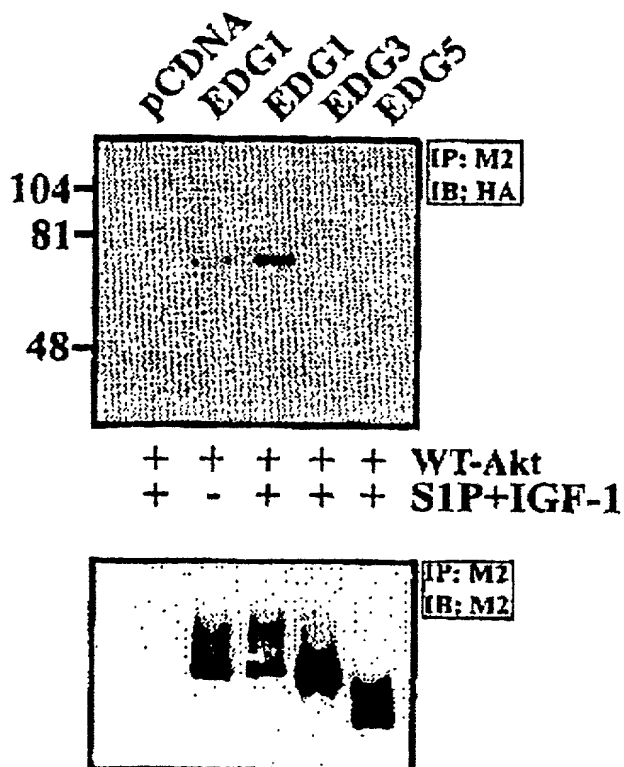 pCDNA EDG1 EDG1 EDG3 EDG5
IP: M2
IB: HA
104
81
48
+ + + + + WT-Akt
+ - + + + S1P+IGF-1
IP: M2
IB: M2